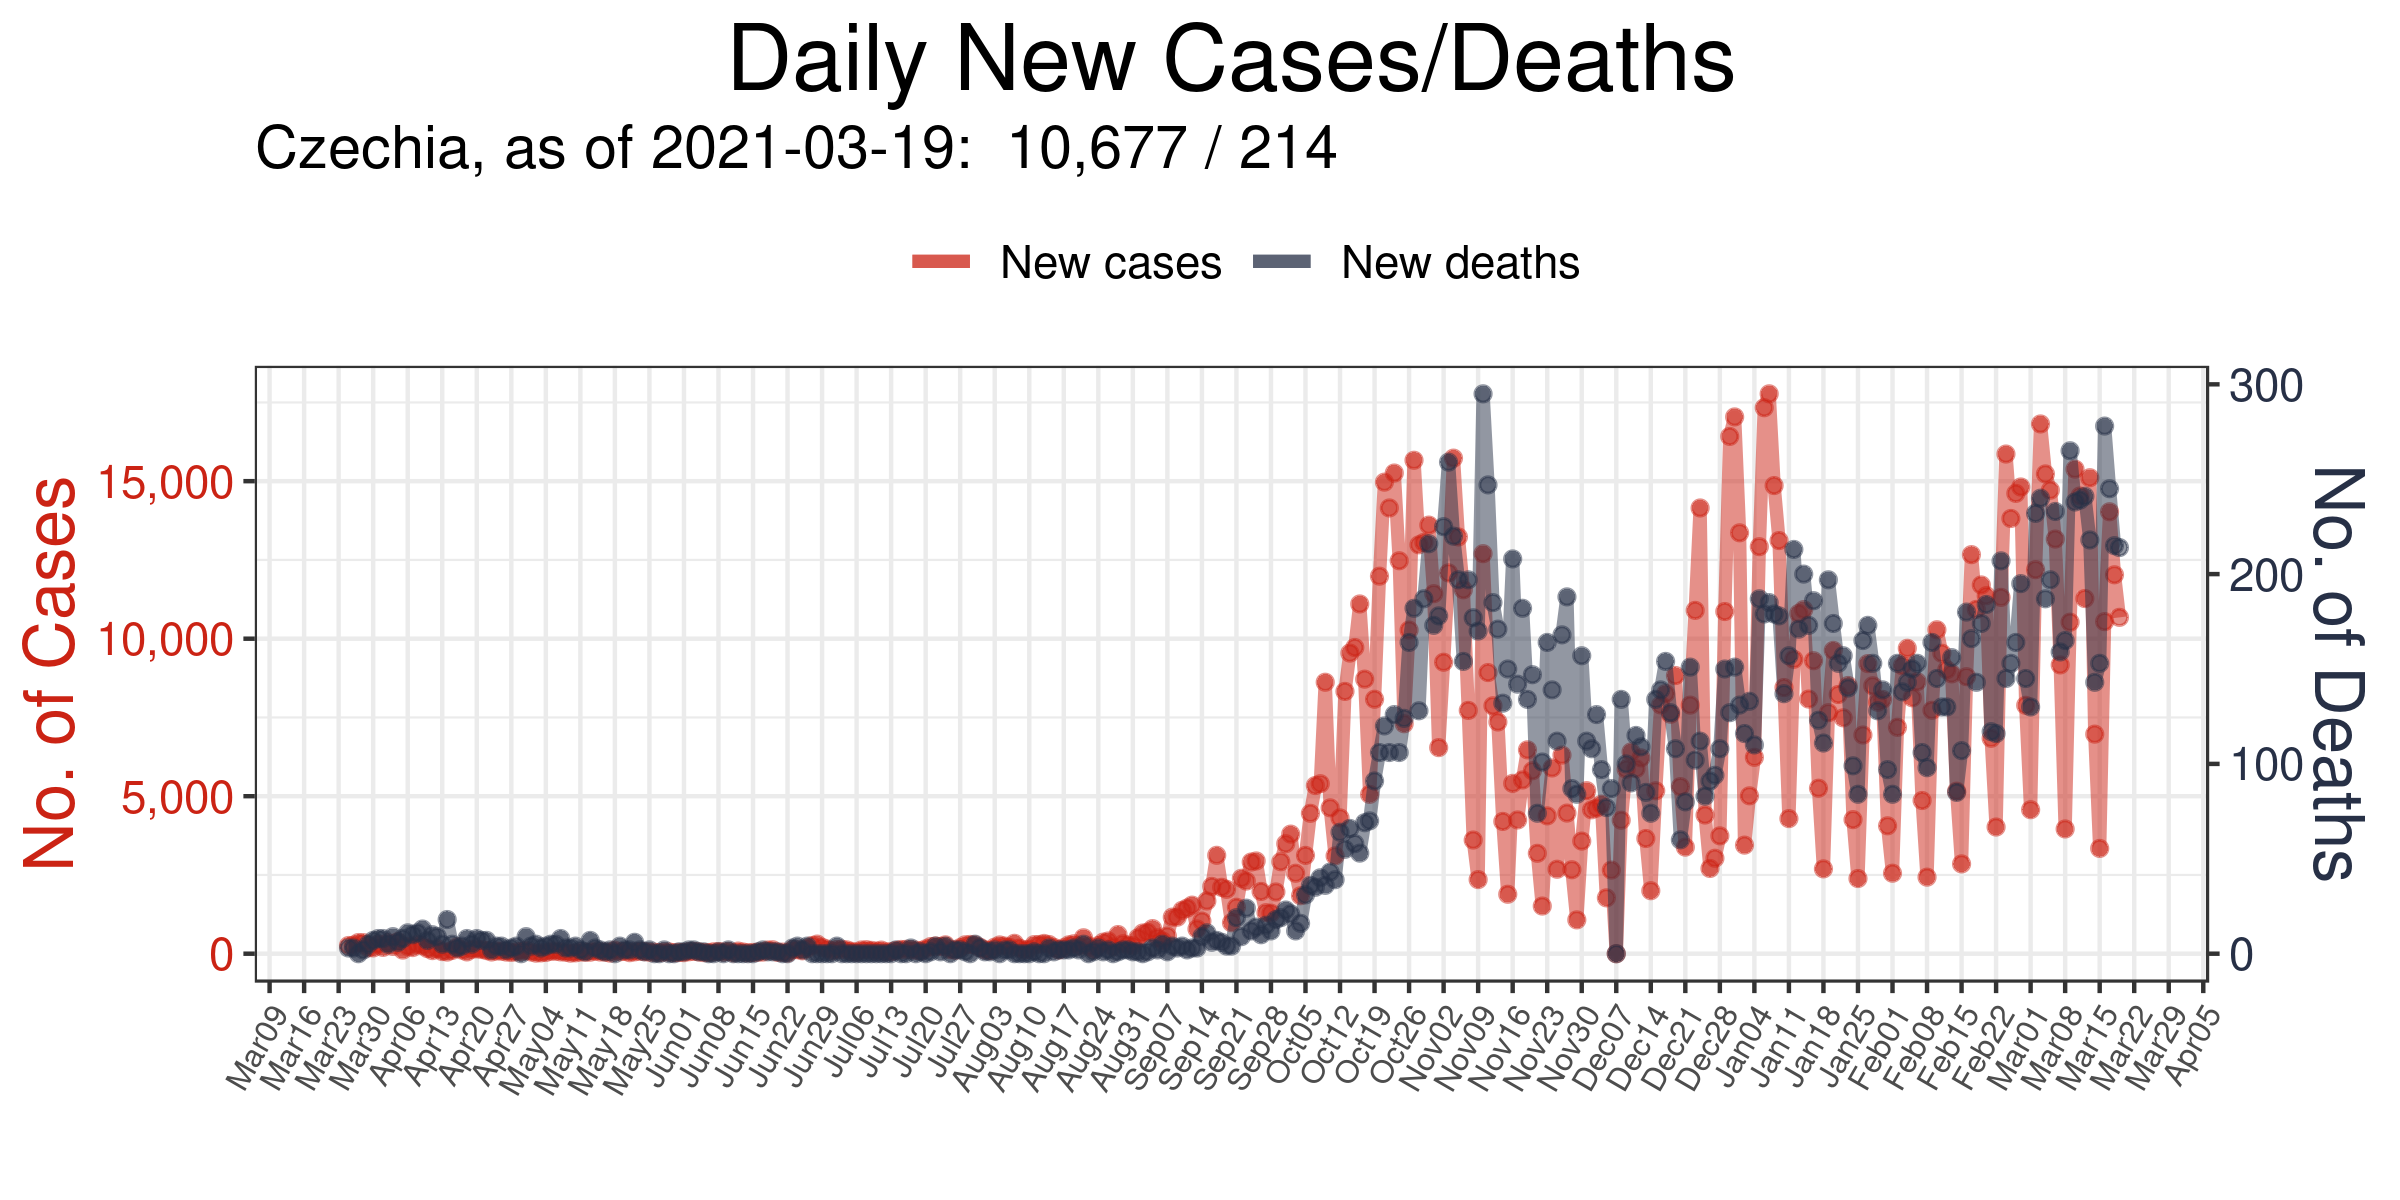 Daily New Cases/Deaths
Czechia, as of 2021-03-19: 10,677 / 214
New cases
New deaths
No. of Cases
15,000
10,000
5,000
0
300
200
100
0
No. of Deaths
Mar09
Mar16
Mar23
Mar30
Apr06
Apr13
Apr20
Apr27
May04
May11
May18
May25
Jun01
Jun08
Jun15
Jun22
Jun29
Jul06
Jul13
Jul20
Jul27
Aug03
Aug10
Aug17
Aug24
Aug31
Sep07
Sep14
Sep21
Sep28
Oct05
Oct12
Oct19
Oct26
Nov02
Nov09
Nov16
Nov23
Nov30
Dec07
Dec14
Dec21
Dec28
Jan04
Jan11
Jan18
Jan25
Feb01
Feb08
Feb15
Feb22
Mar01
Mar08
Mar15
Mar22
Mar29
Apr05